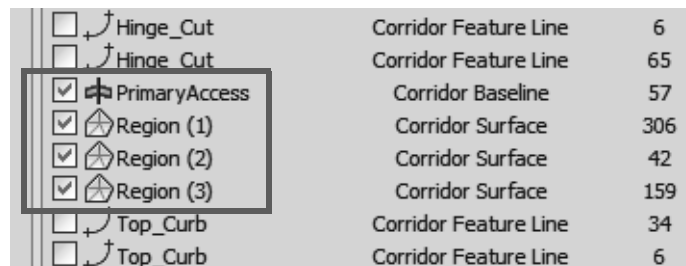 Hinge_Cut Corridor Feature Line 6
Hinge_Cut Corridor Feature Line 65
PrimaryAccess Corridor Baseline 57
Region (1) Corridor Surface 306
Region (2) Corridor Surface 42
Region (3) Corridor Surface 159
Top_Curb Corridor Feature Line 34
Top_Curb Corridor Feature Line 6